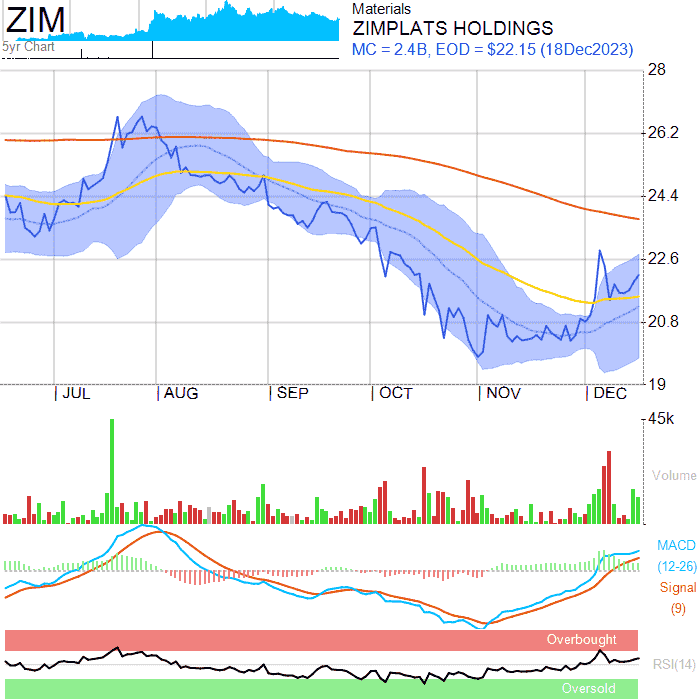 ZIM
5yr Chart
Materials
ZIMPLATS HOLDINGS
MC = 2.4B, EOD = $22.15 (18Dec2023)
28
26.2
24.4
22.6
20.8
19
JUL AUG SEP OCT NOV DEC
45k
Volume
MACD
(12-26)
Signal
(9)
Overbought
RSI(14)
Oversold